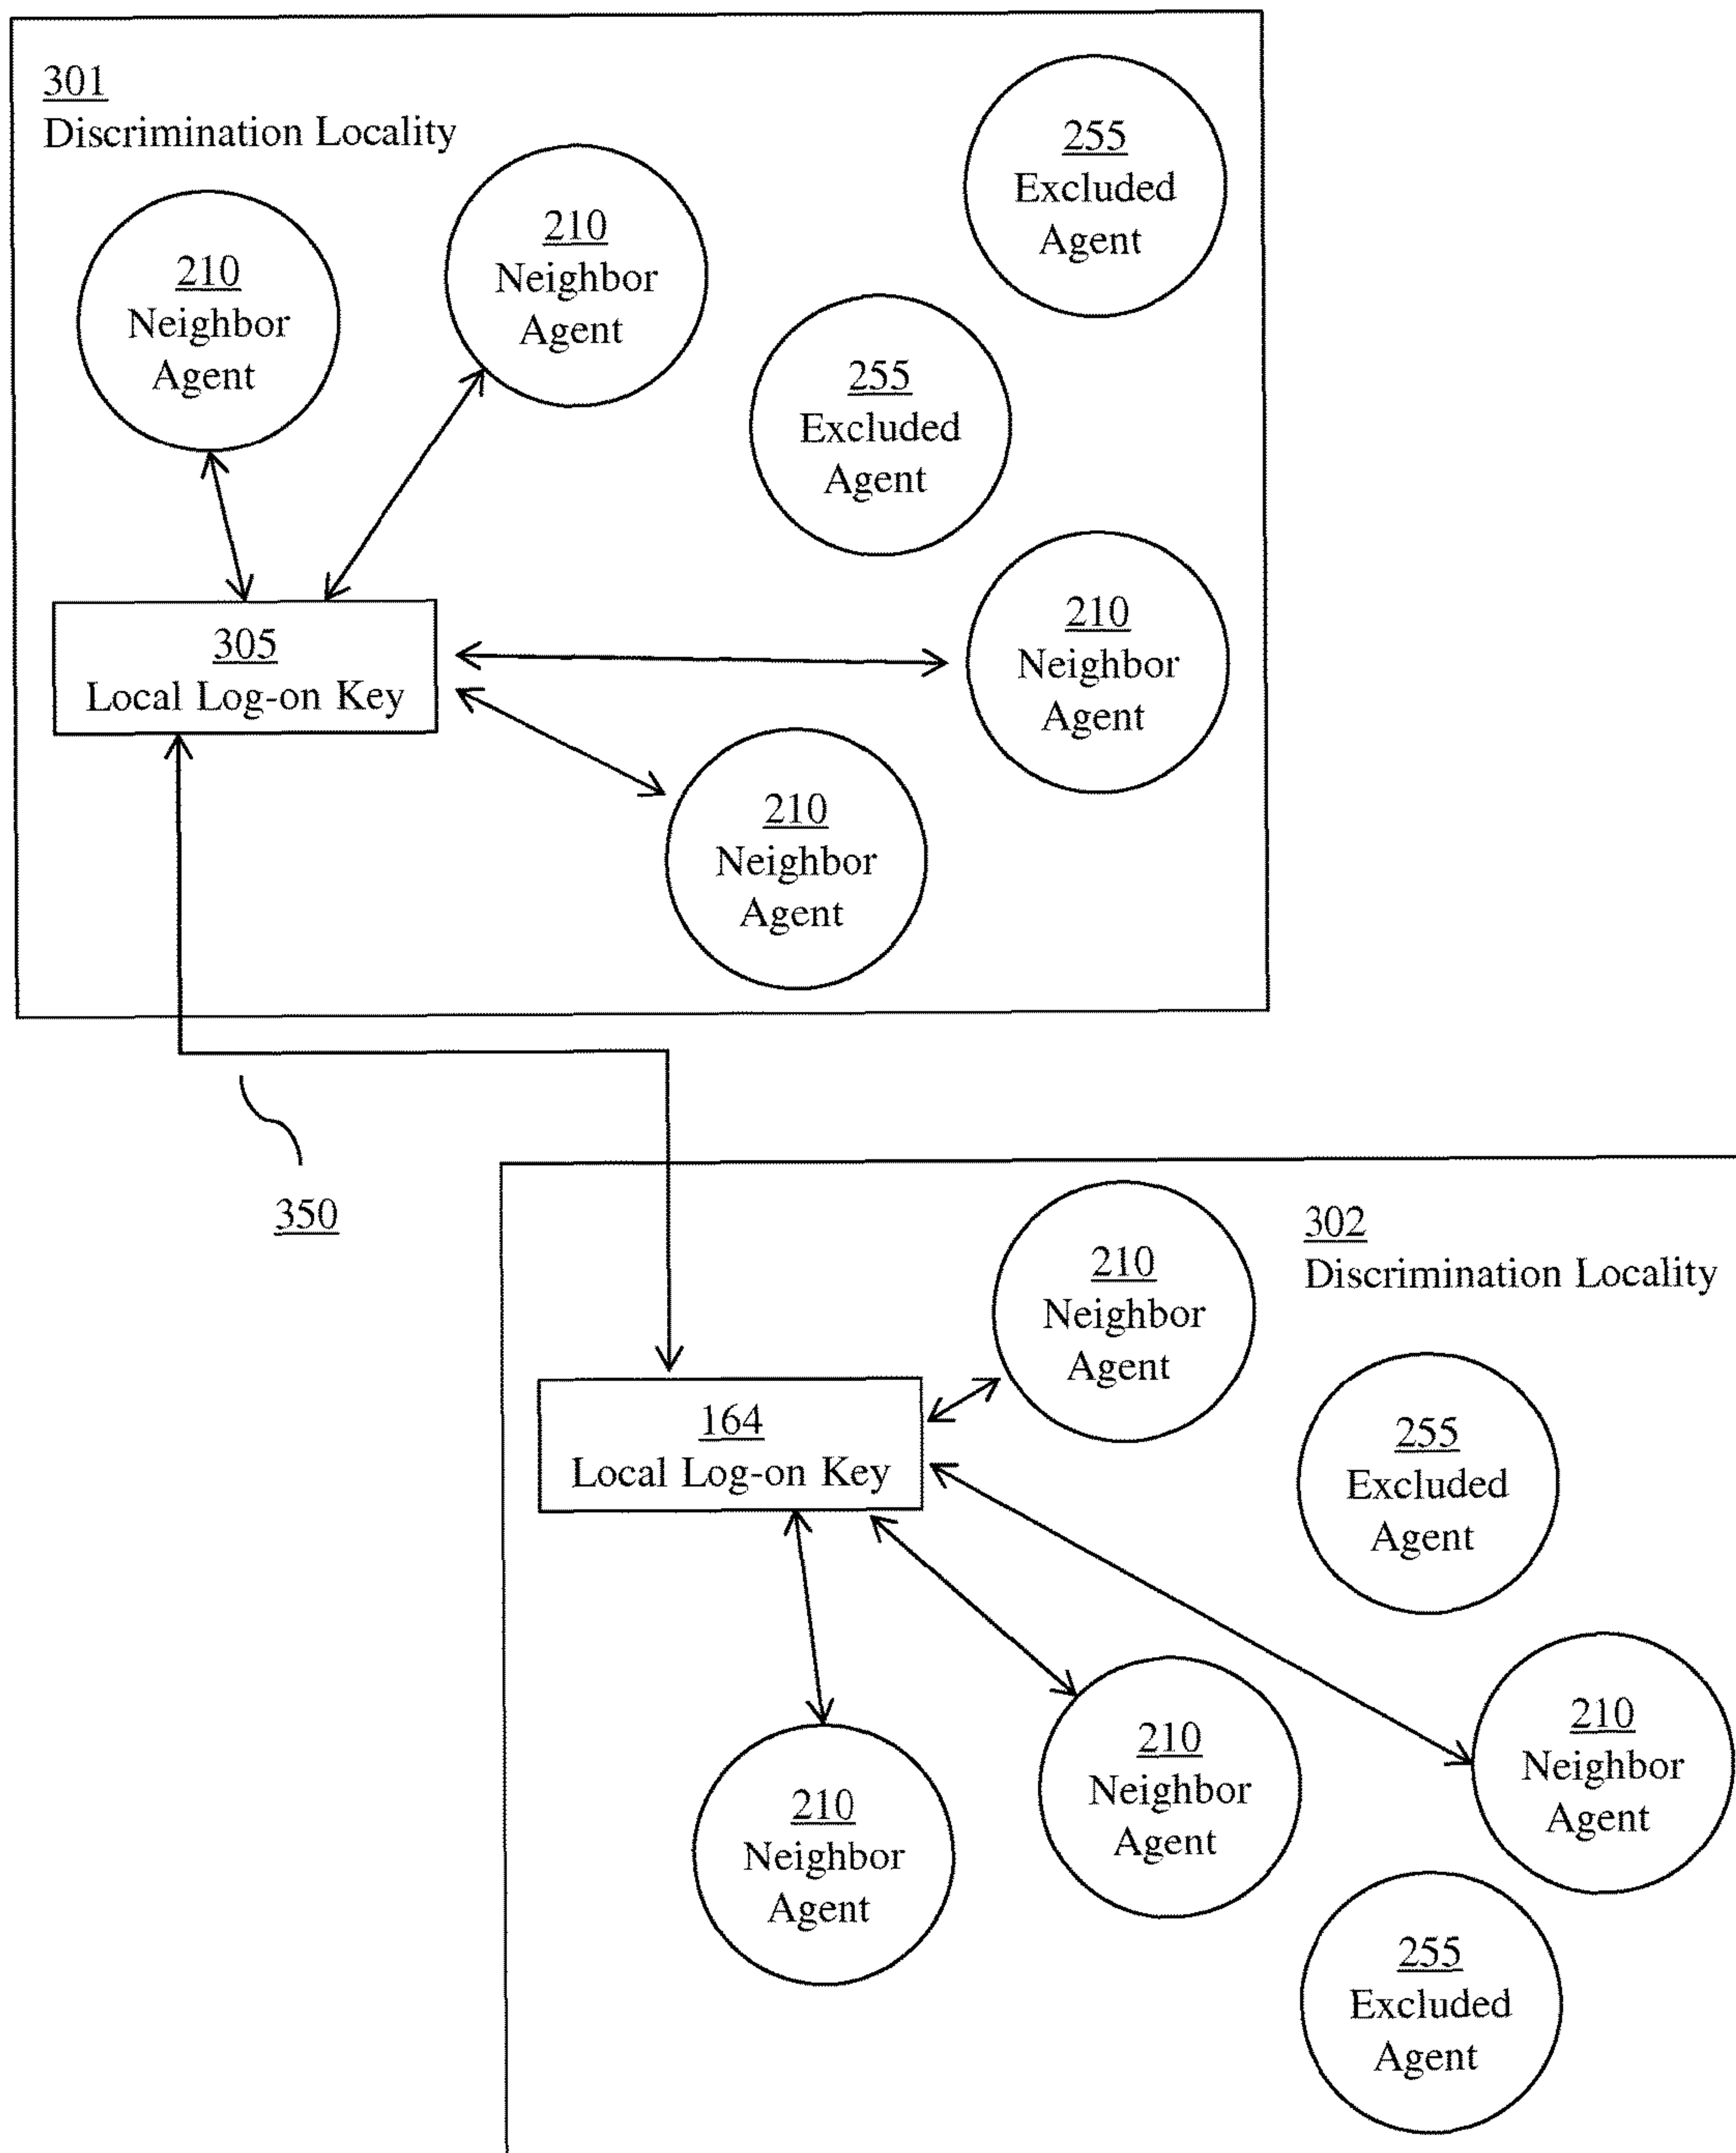 301
Discrimination Locality
255
Excluded
Agent
210
Neighbor
Agent
210
Neighbor
Agent
255
Excluded
Agent
210
Neighbor
Agent
305
Local Log-on Key
210
Neighbor
Agent
350
302
Discrimination Locality
210
Neighbor
Agent
164
Local Log-on Key
255
Excluded
Agent
210
Neighbor
Agent
210
Neighbor
Agent
210
Neighbor
Agent
255
Excluded
Agent